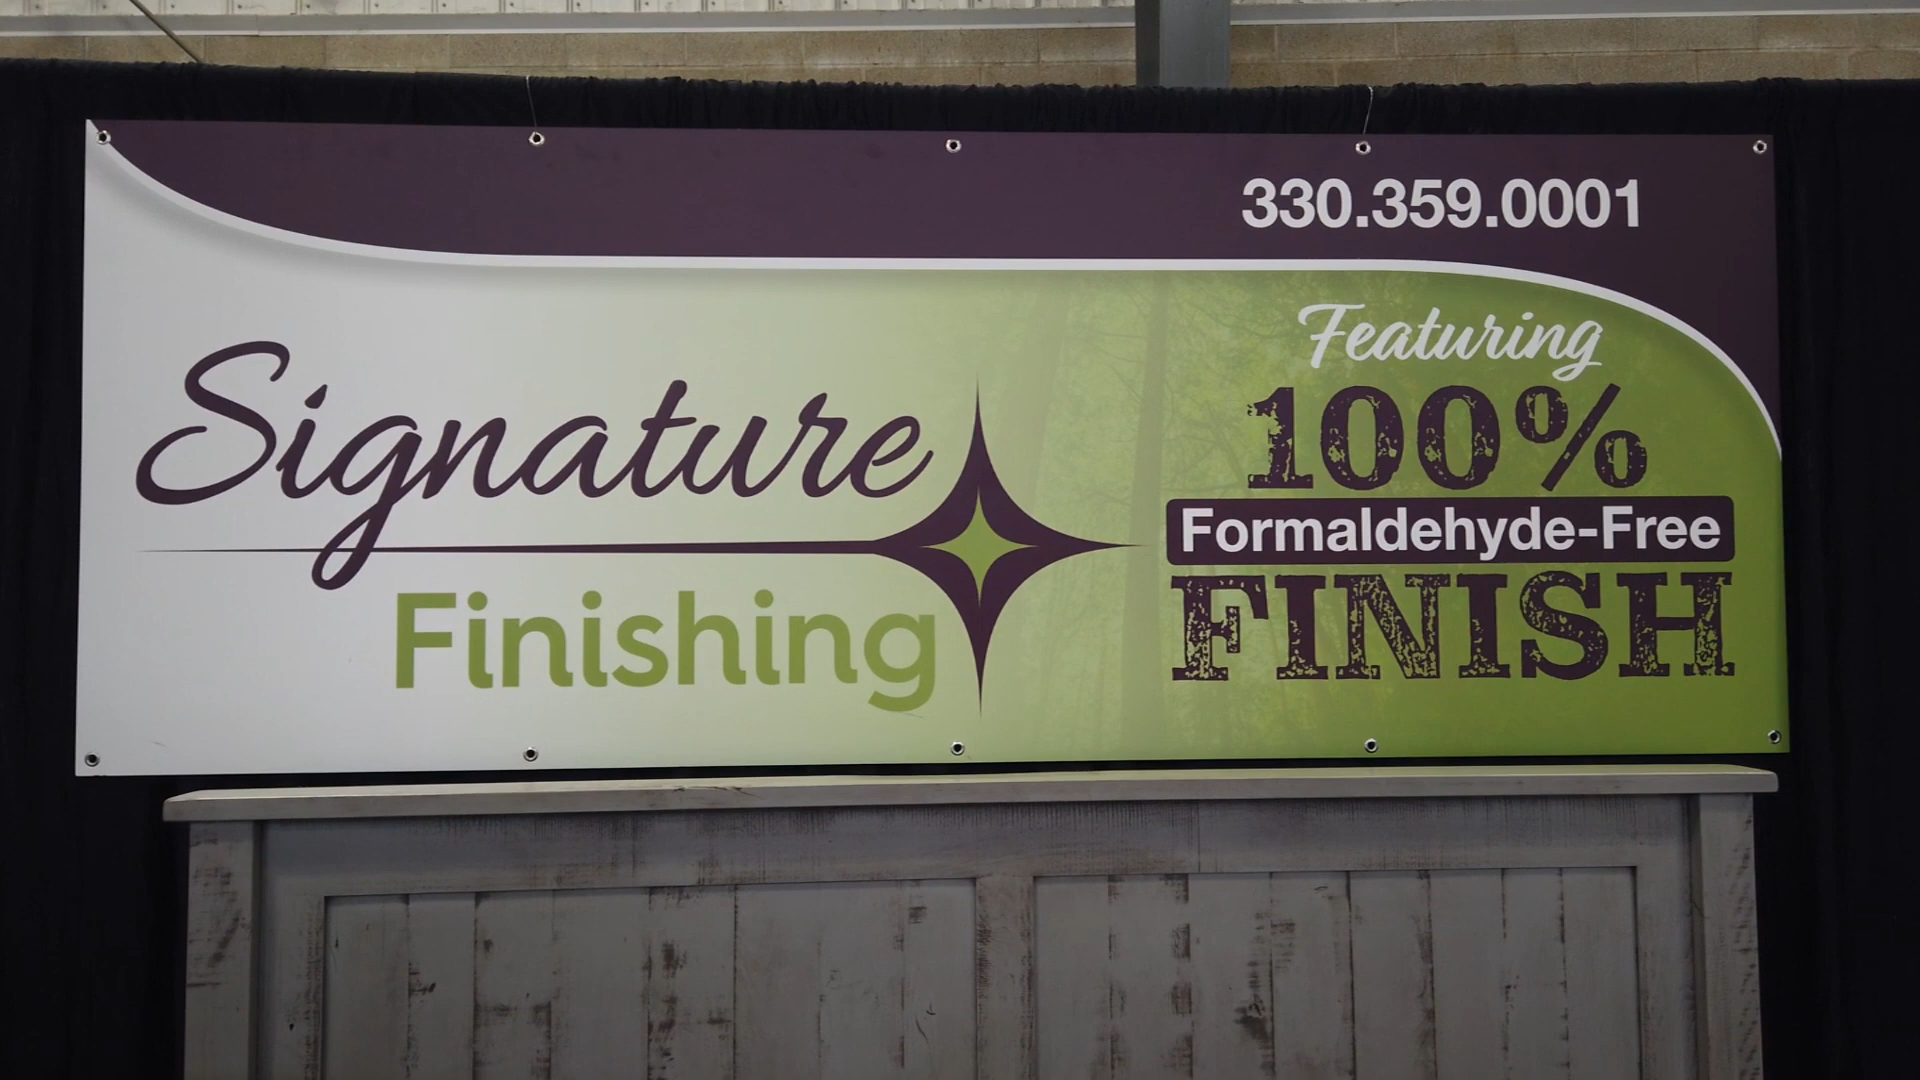 330.359.0001
Signature
Finishing
Featuring
100%
Formaldehyde-Free
FINISH